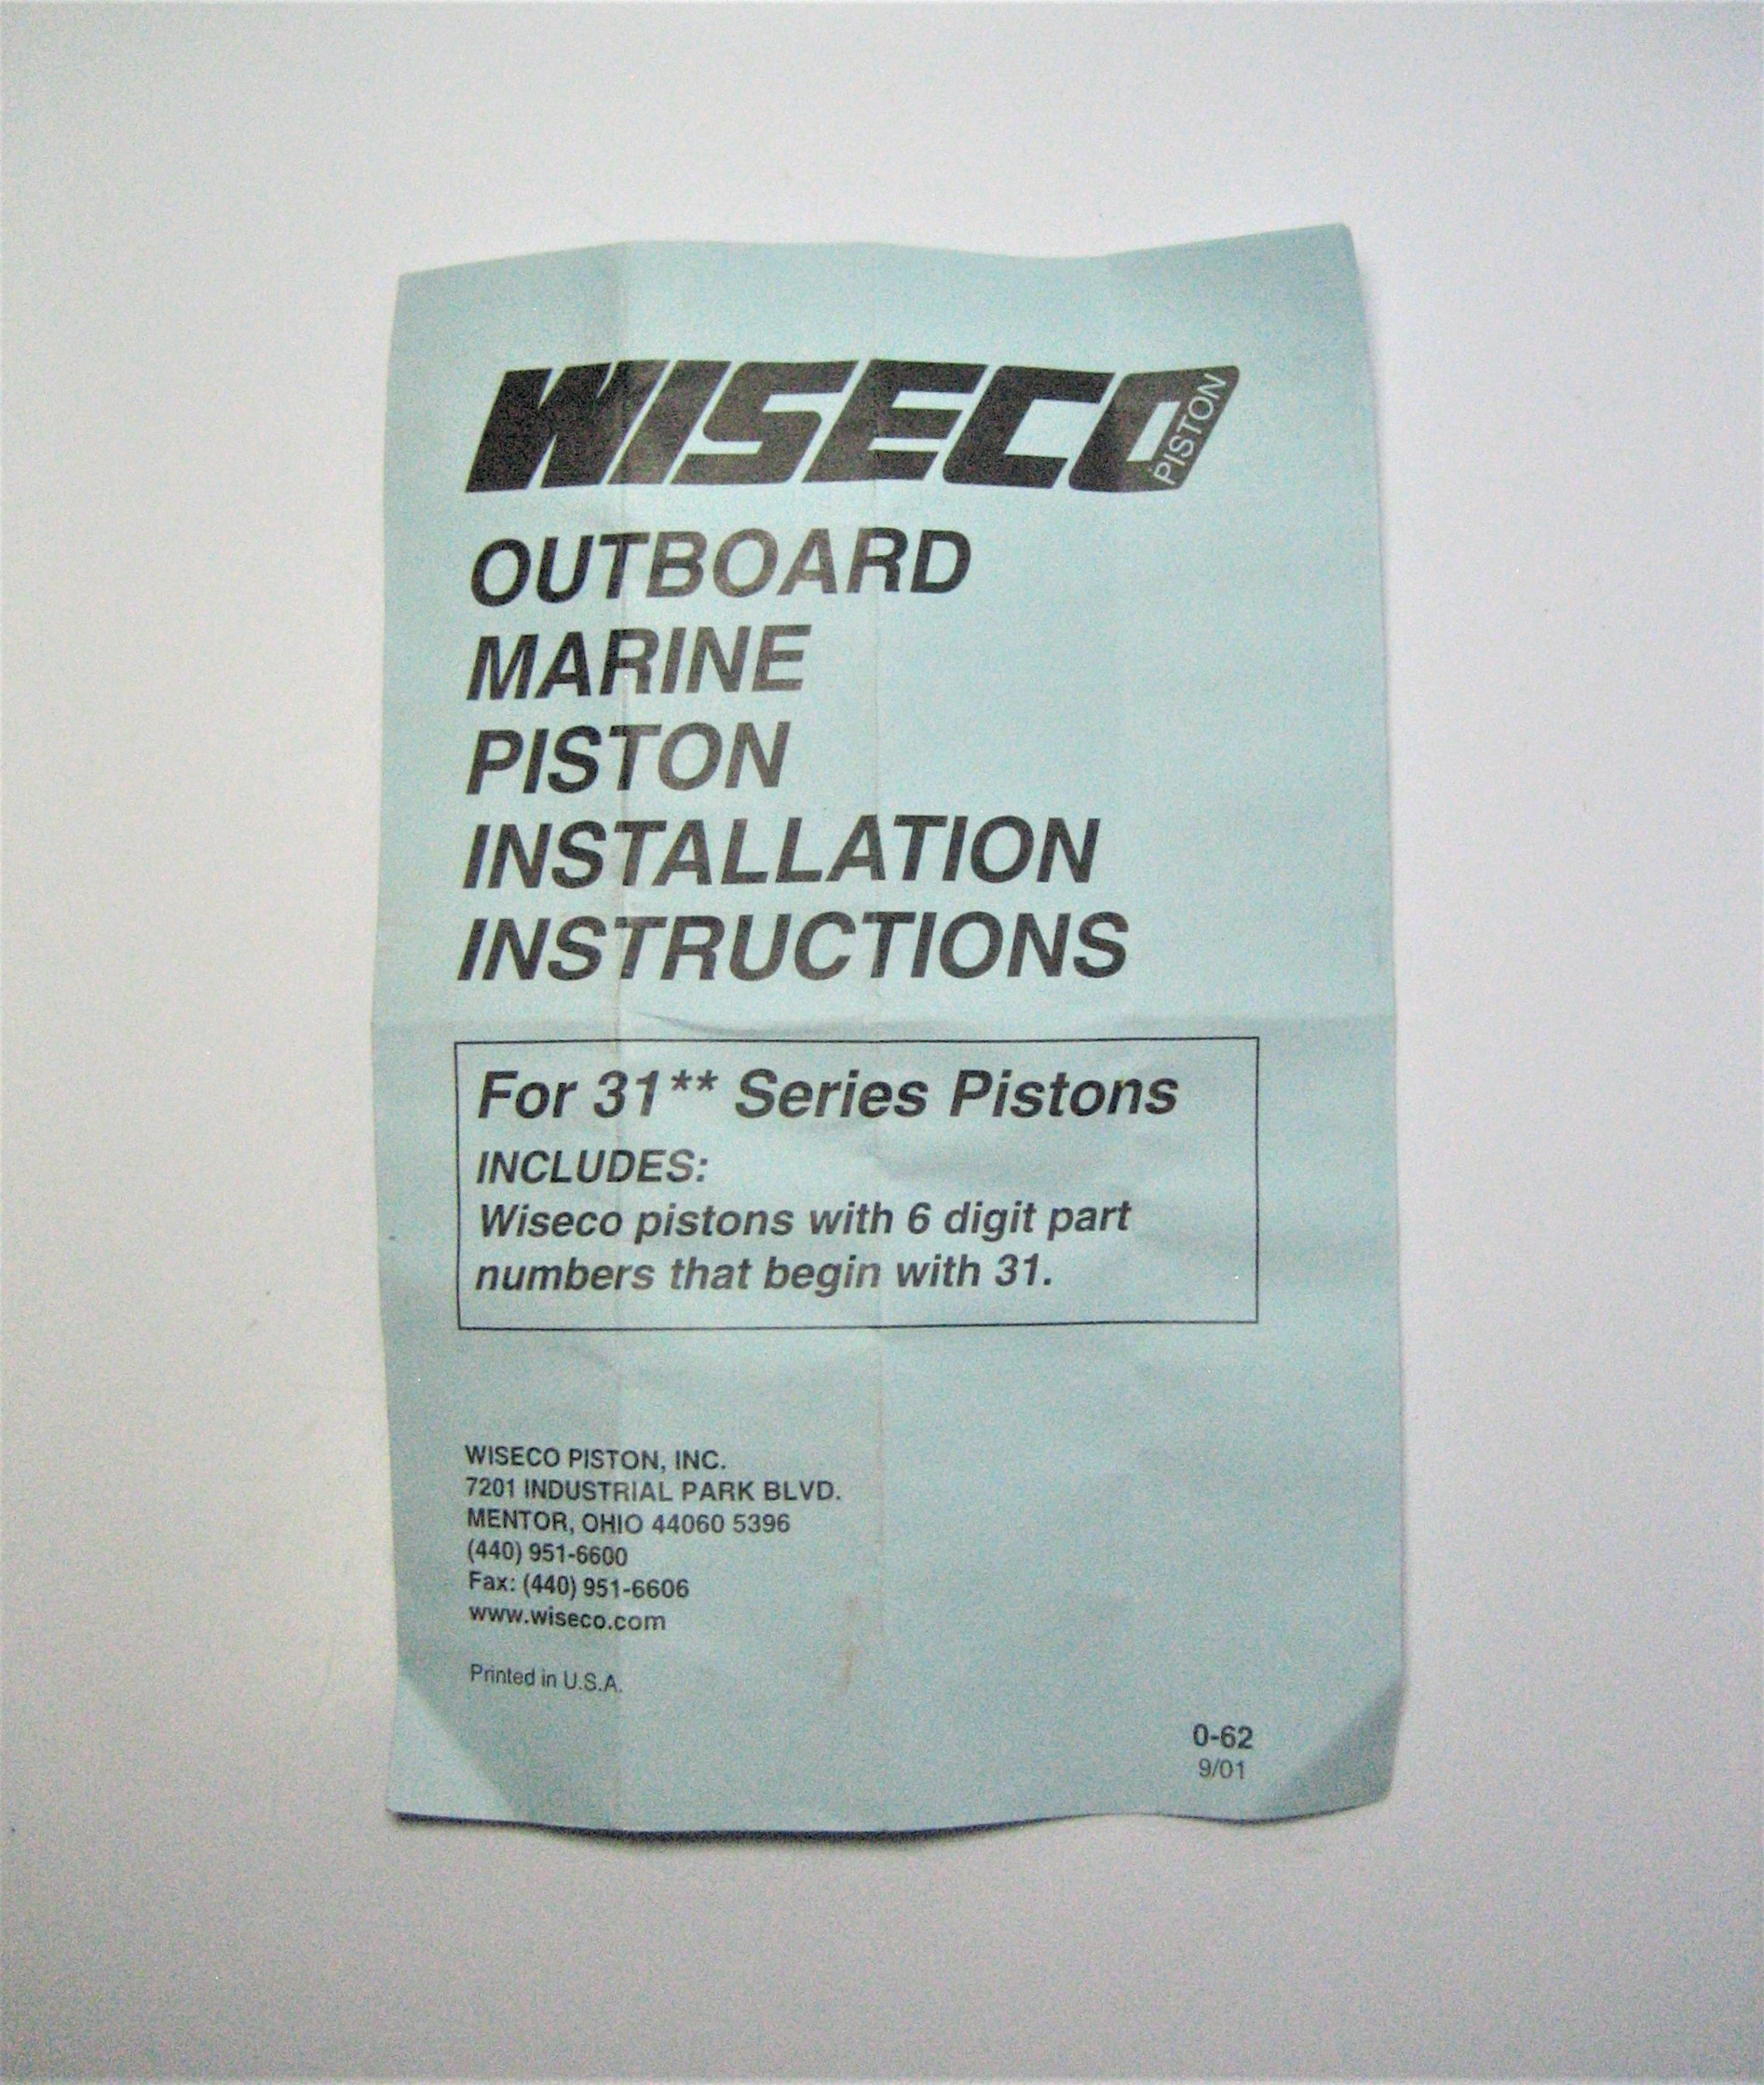 WISECO PISTON
OUTBOARD
MARINE
PISTON
INSTALLATION
INSTRUCTIONS
For 31** Series Pistons
INCLUDES:
Wiseco pistons with 6 digit part
numbers that begin with 31.
WISECO PISTON, INC.
7201 INDUSTRIAL PARK BLVD.
MENTOR, OHIO 44060 5396
(440) 951-6600
Fax: (440) 951-6606
www.wiseco.com
Printed in U.S.A.
0-62
9/01